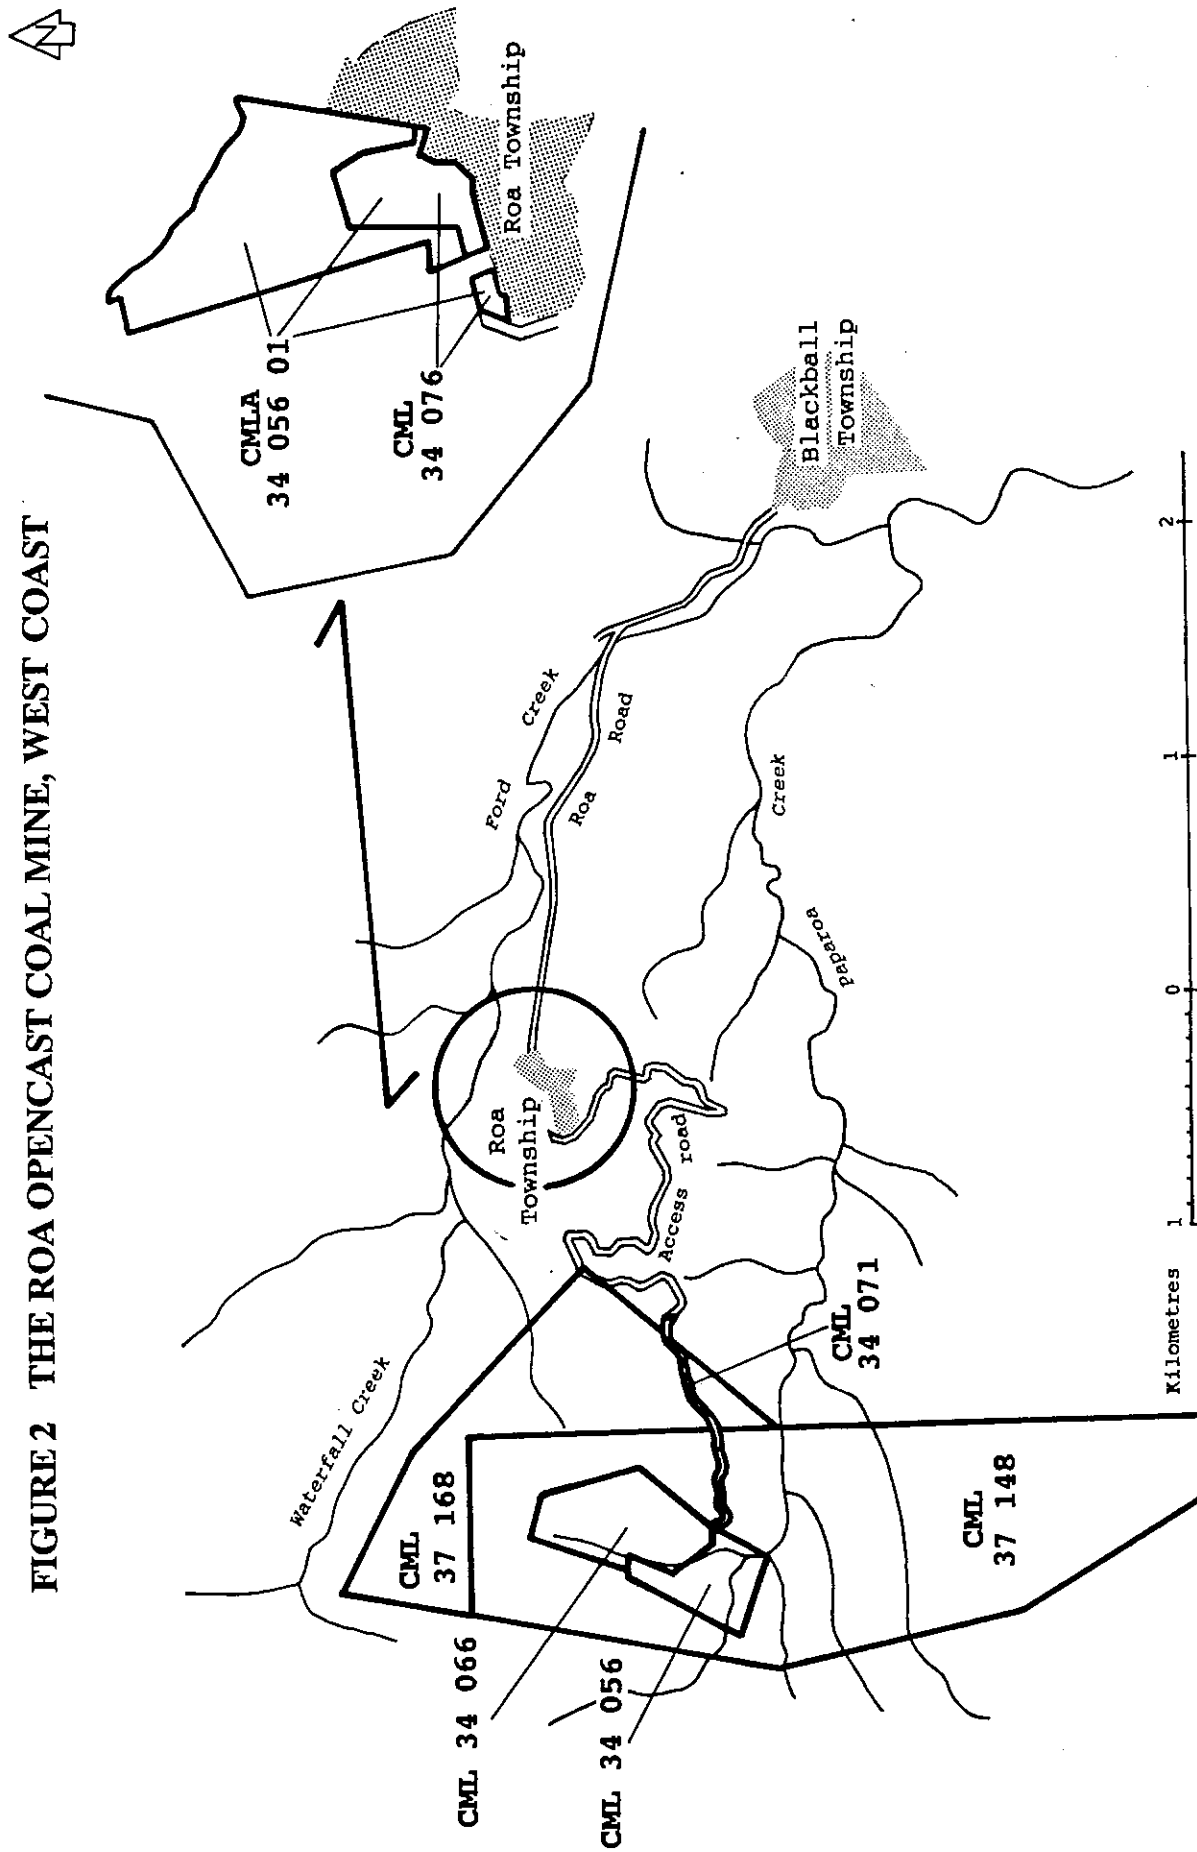 FIGURE 2 THE ROA OPENCAST COAL MINE, WEST COAST
N
Waterfall Creek
CML
37 168
CML 34 066
CML 34 056
CML
37 148
CML
34 071
Access road
Roa
Township
Ford Creek
Roa Road
Paparoa Creek
Blackball
Township
CMLA
34 056 01
CML
34 076
Roa Township
Kilometres 1 0 1 2